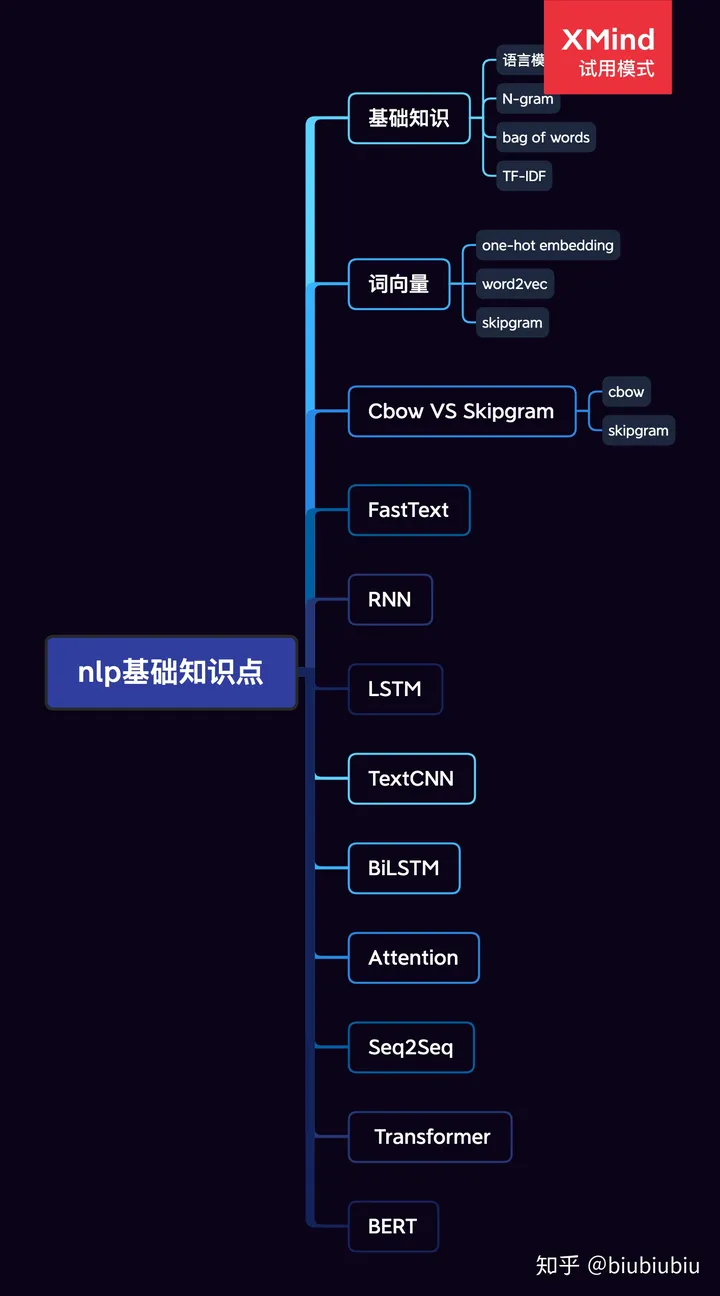 XMind
试用模式
语言模
基础知识
N-gram
bag of words
TF-IDF
one-hot embedding
词向量
word2vec
skipgram
Cbow VS Skipgram
cbow
skipgram
FastText
RNN
nlp基础知识点
LSTM
TextCNN
BiLSTM
Attention
Seq2Seq
Transformer
BERT
知乎 @biubiubiu